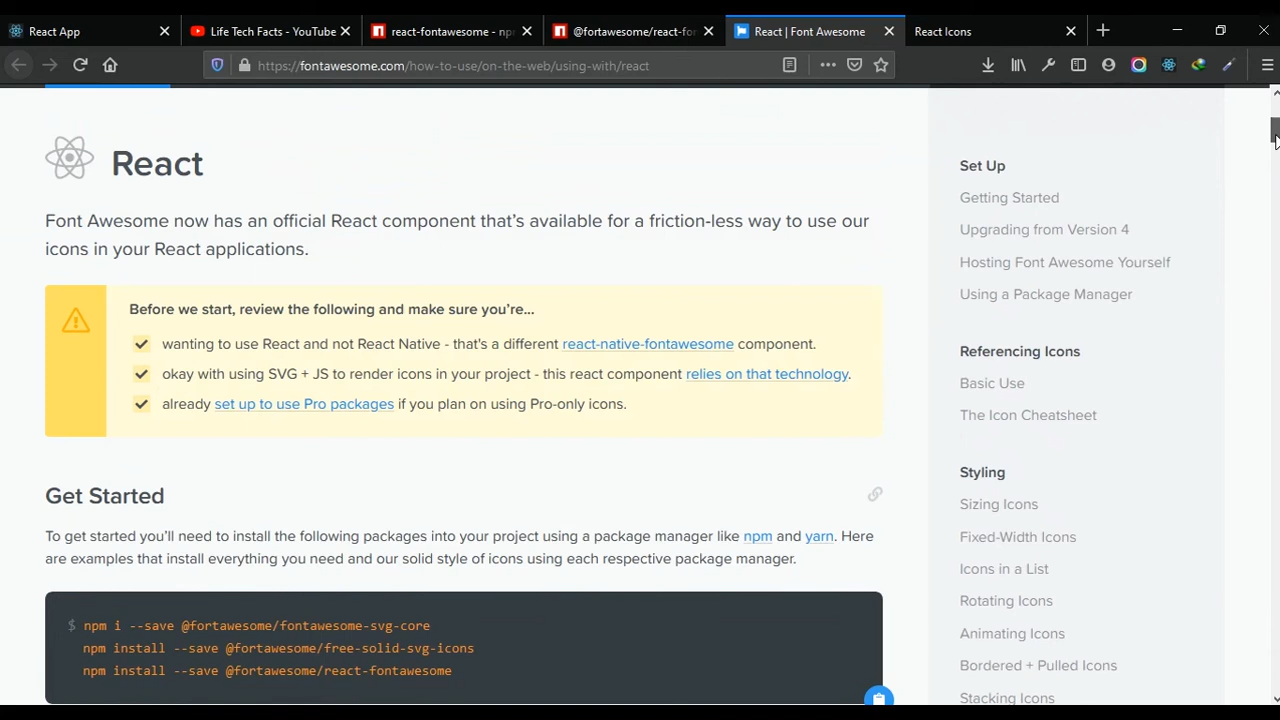 React App
Life Tech Facts - YouTube
react-fontawesome - np
@fortawesome/react-fo
React | Font Awesome
React Icons
https://fontawesome.com/how-to-use/on-the-web/using-with/react
React
Font Awesome now has an official React component that's available for a friction-less way to use our
icons in your React applications.
Before we start, review the following and make sure you're...
wanting to use React and not React Native - that's a different react-native-fontawesome component.
okay with using SVG + JS to render icons in your project - this react component relies on that technology.
already set up to use Pro packages if you plan on using Pro-only icons.
Get Started
To get started you'll need to install the following packages into your project using a package manager like npm and yarn. Here
are examples that install everything you need and our solid style of icons using each respective package manager.
$ npm i --save @fortawesome/fontawesome-svg-core
npm install --save @fortawesome/free-solid-svg-icons
npm install --save @fortawesome/react-fontawesome
Set Up
Getting Started
Upgrading from Version 4
Hosting Font Awesome Yourself
Using a Package Manager
Referencing Icons
Basic Use
The Icon Cheatsheet
Styling
Sizing Icons
Fixed-Width Icons
Icons in a List
Rotating Icons
Animating Icons
Bordered + Pulled Icons
Stacking Icons